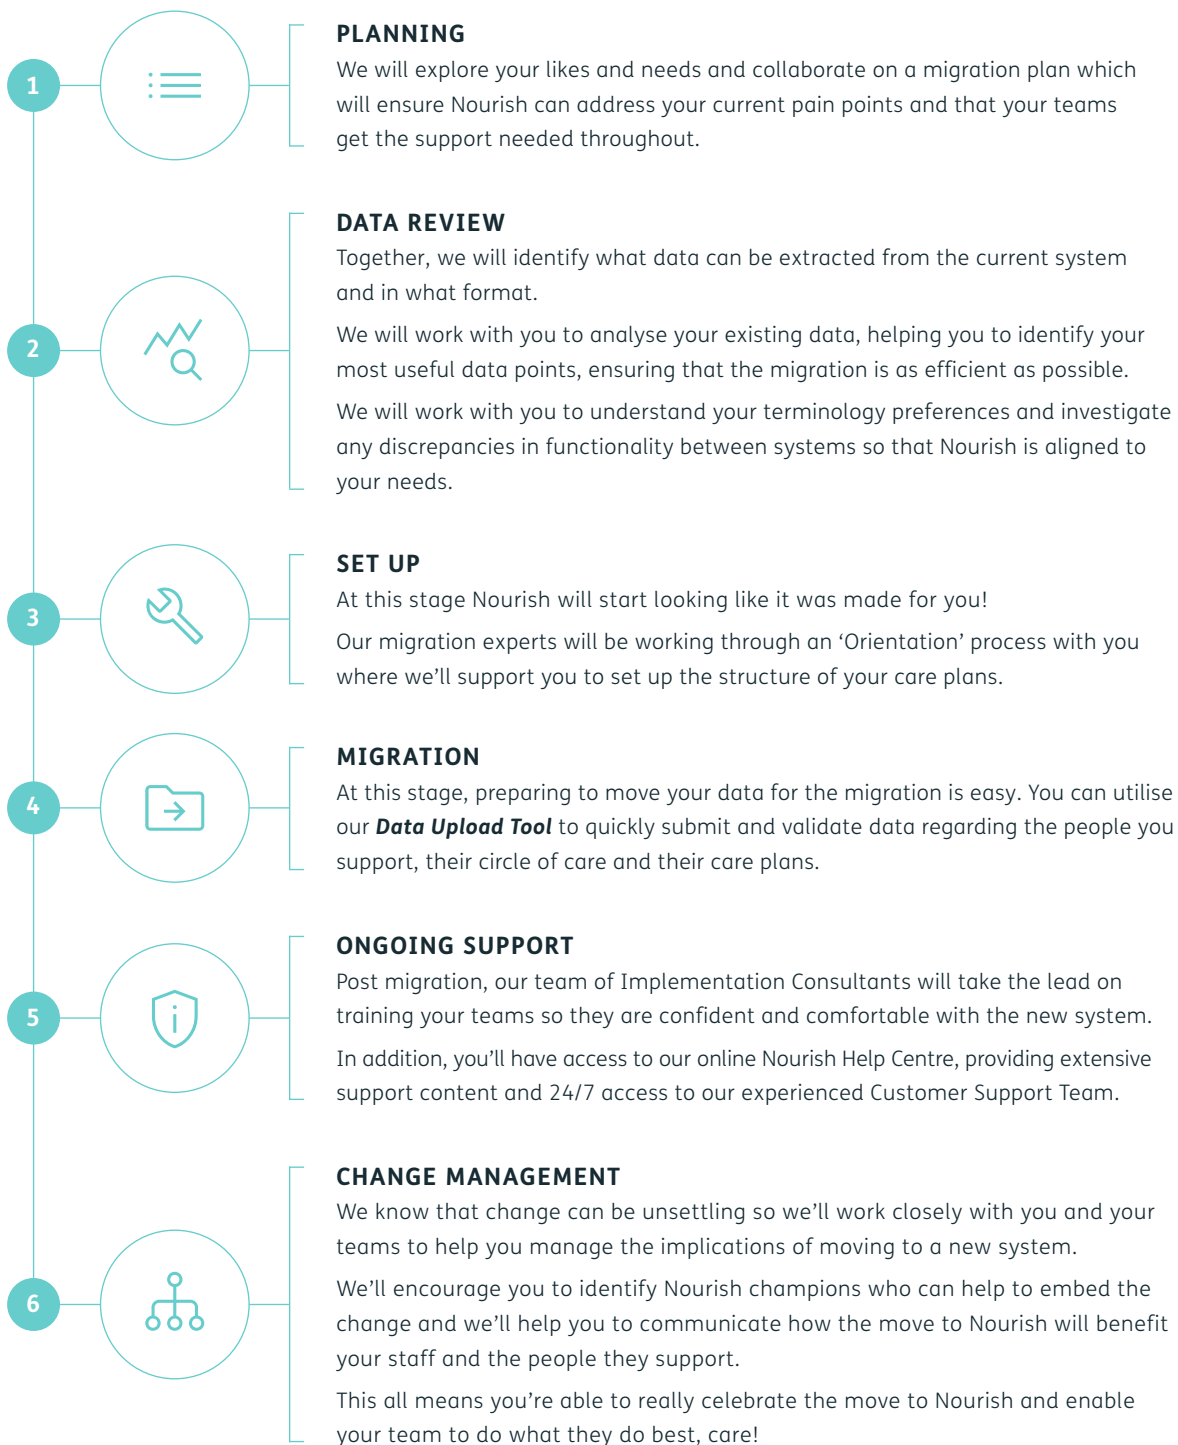 1
PLANNING
We will explore your likes and needs and collaborate on a migration plan which
will ensure Nourish can address your current pain points and that your teams
get the support needed throughout.
2
DATA REVIEW
Together, we will identify what data can be extracted from the current system
and in what format.
We will work with you to analyse your existing data, helping you to identify your
most useful data points, ensuring that the migration is as efficient as possible.
We will work with you to understand your terminology preferences and investigate
any discrepancies in functionality between systems so that Nourish is aligned to
your needs.
3
SET UP
At this stage Nourish will start looking like it was made for you!
Our migration experts will be working through an ‘Orientation’ process with you
where we’ll support you to set up the structure of your care plans.
4
MIGRATION
At this stage, preparing to move your data for the migration is easy. You can utilise
our Data Upload Tool to quickly submit and validate data regarding the people you
support, their circle of care and their care plans.
5
ONGOING SUPPORT
Post migration, our team of Implementation Consultants will take the lead on
training your teams so they are confident and comfortable with the new system.
In addition, you’ll have access to our online Nourish Help Centre, providing extensive
support content and 24/7 access to our experienced Customer Support Team.
6
CHANGE MANAGEMENT
We know that change can be unsettling so we’ll work closely with you and your
teams to help you manage the implications of moving to a new system.
We’ll encourage you to identify Nourish champions who can help to embed the
change and we’ll help you to communicate how the move to Nourish will benefit
your staff and the people they support.
This all means you’re able to really celebrate the move to Nourish and enable
your team to do what they do best, care!